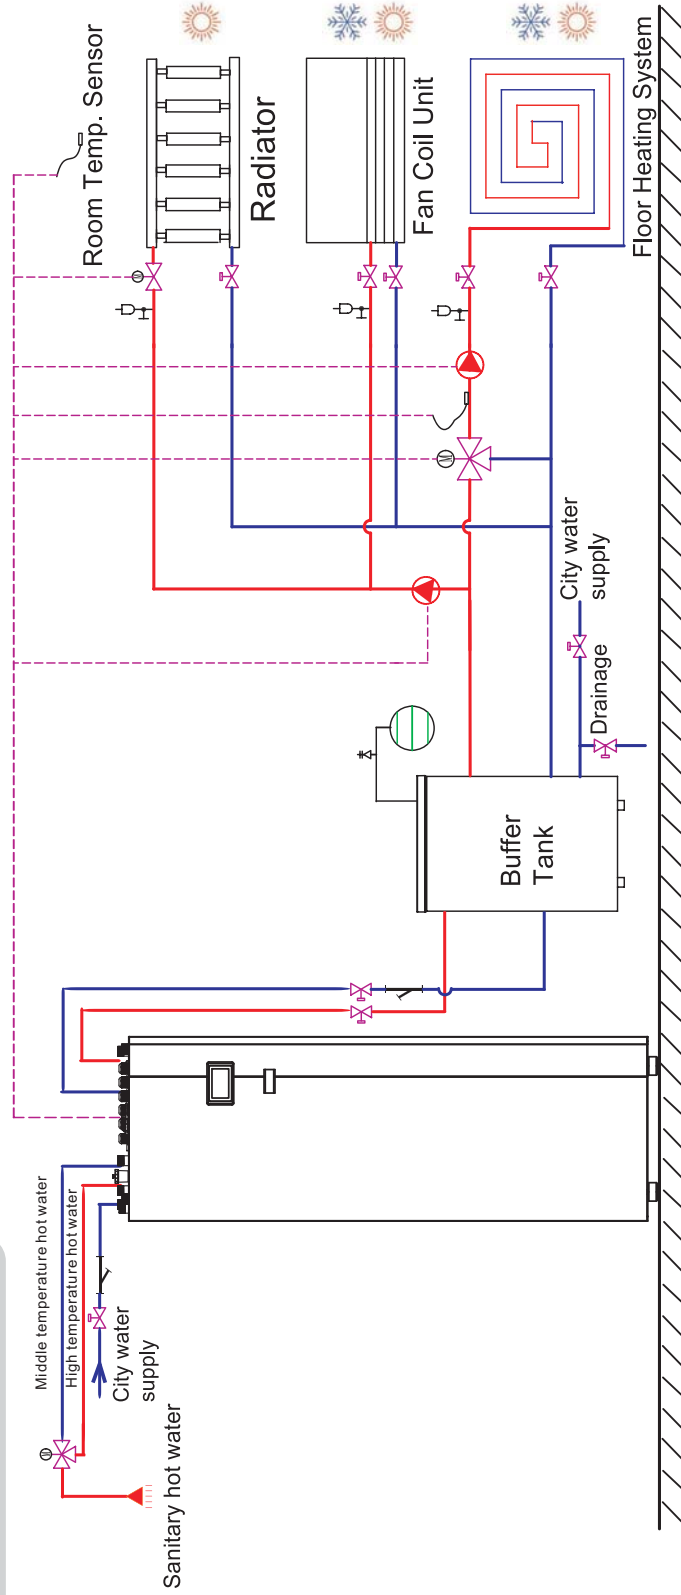 Middle temperature hot water
High temperature hot water
City water
supply
Sanitary hot water
Buffer
Tank
Drainage
City water
supply
Room Temp. Sensor
Radiator
Fan Coil Unit
Floor Heating System